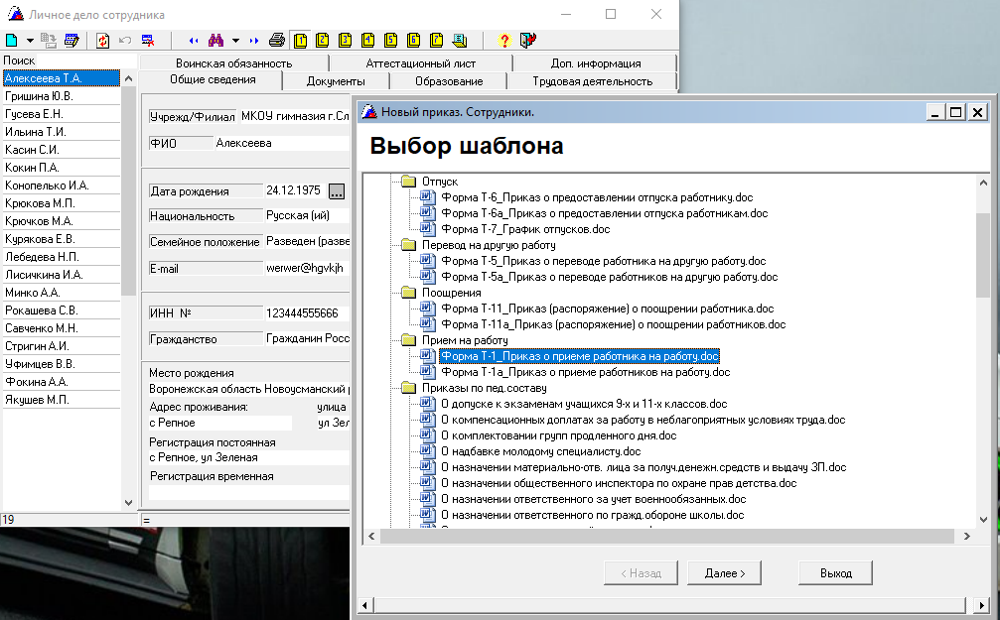 Личное дело сотрудника
1 2 3 4 5 6 7
Поиск
Алексеева Т.А.
Гришина Ю.В.
Гусева Е.Н.
Ильина Т.И.
Касин С.И.
Кокин П.А.
Конопелько И.А.
Крюкова М.П.
Крючков М.А.
Курякова Е.В.
Лебедева Н.П.
Лисичкина И.А.
Минко А.А.
Рокашева С.В.
Савченко М.Н.
Стригин А.И.
Уфимцев В.В.
Фокина А.А.
Якушев М.П.
19
Воинская обязанность
Аттестационный лист
Доп. информация
Общие сведения
Документы
Образование
Трудовая деятельность
Учрежд/Филиал МКОУ гимназия г.Сл
ФИО Алексеева
Дата рождения 24.12.1975 ...
Национальность Русская (ий)
Семейное положение Разведен (разве
E-mail werwer@hgvkjh
ИНН № 123444555666
Гражданство Гражданин Росс
Место рождения
Воронежская область Новоусманский р
Адрес проживания: улица
с Репное ул Зел
Регистрация постоянная
с Репное, ул Зеленая
Регистрация временная
=
Новый приказ. Сотрудники.
Выбор шаблона
Отпуск
Форма Т-6_Приказ о предоставлении отпуска работнику.doc
Форма Т-6а_Приказ о предоставлении отпуска работникам.doc
Форма Т-7_График отпусков.doc
Перевод на другую работу
Форма Т-5_Приказ о переводе работника на другую работу.doc
Форма Т-5а_Приказ о переводе работников на другую работу.doc
Поощрения
Форма Т-11_Приказ (распоряжение) о поощрении работника.doc
Форма Т-11а_Приказ (распоряжение) о поощрении работников.doc
Прием на работу
Форма Т-1_Приказ о приеме работника на работу.doc
Форма Т-1а_Приказ о приеме работников на работу.doc
Приказы по пед.составу
О допуске к экзаменам учащихся 9-х и 11-х классов.doc
О компенсационных доплатах за работу в неблагоприятных условиях труда.doc
О комплектовании групп продленного дня.doc
О надбавке молодому специалисту.doc
О назначении материально-отв. лица за получ.денежн.средств и выдачу ЗП.doc
О назначении общественного инспектора по охране прав детства.doc
О назначении ответственного за учет военнообязанных.doc
О назначении ответственного по гражд.обороне школы.doc
< Назад
Далее >
Выход